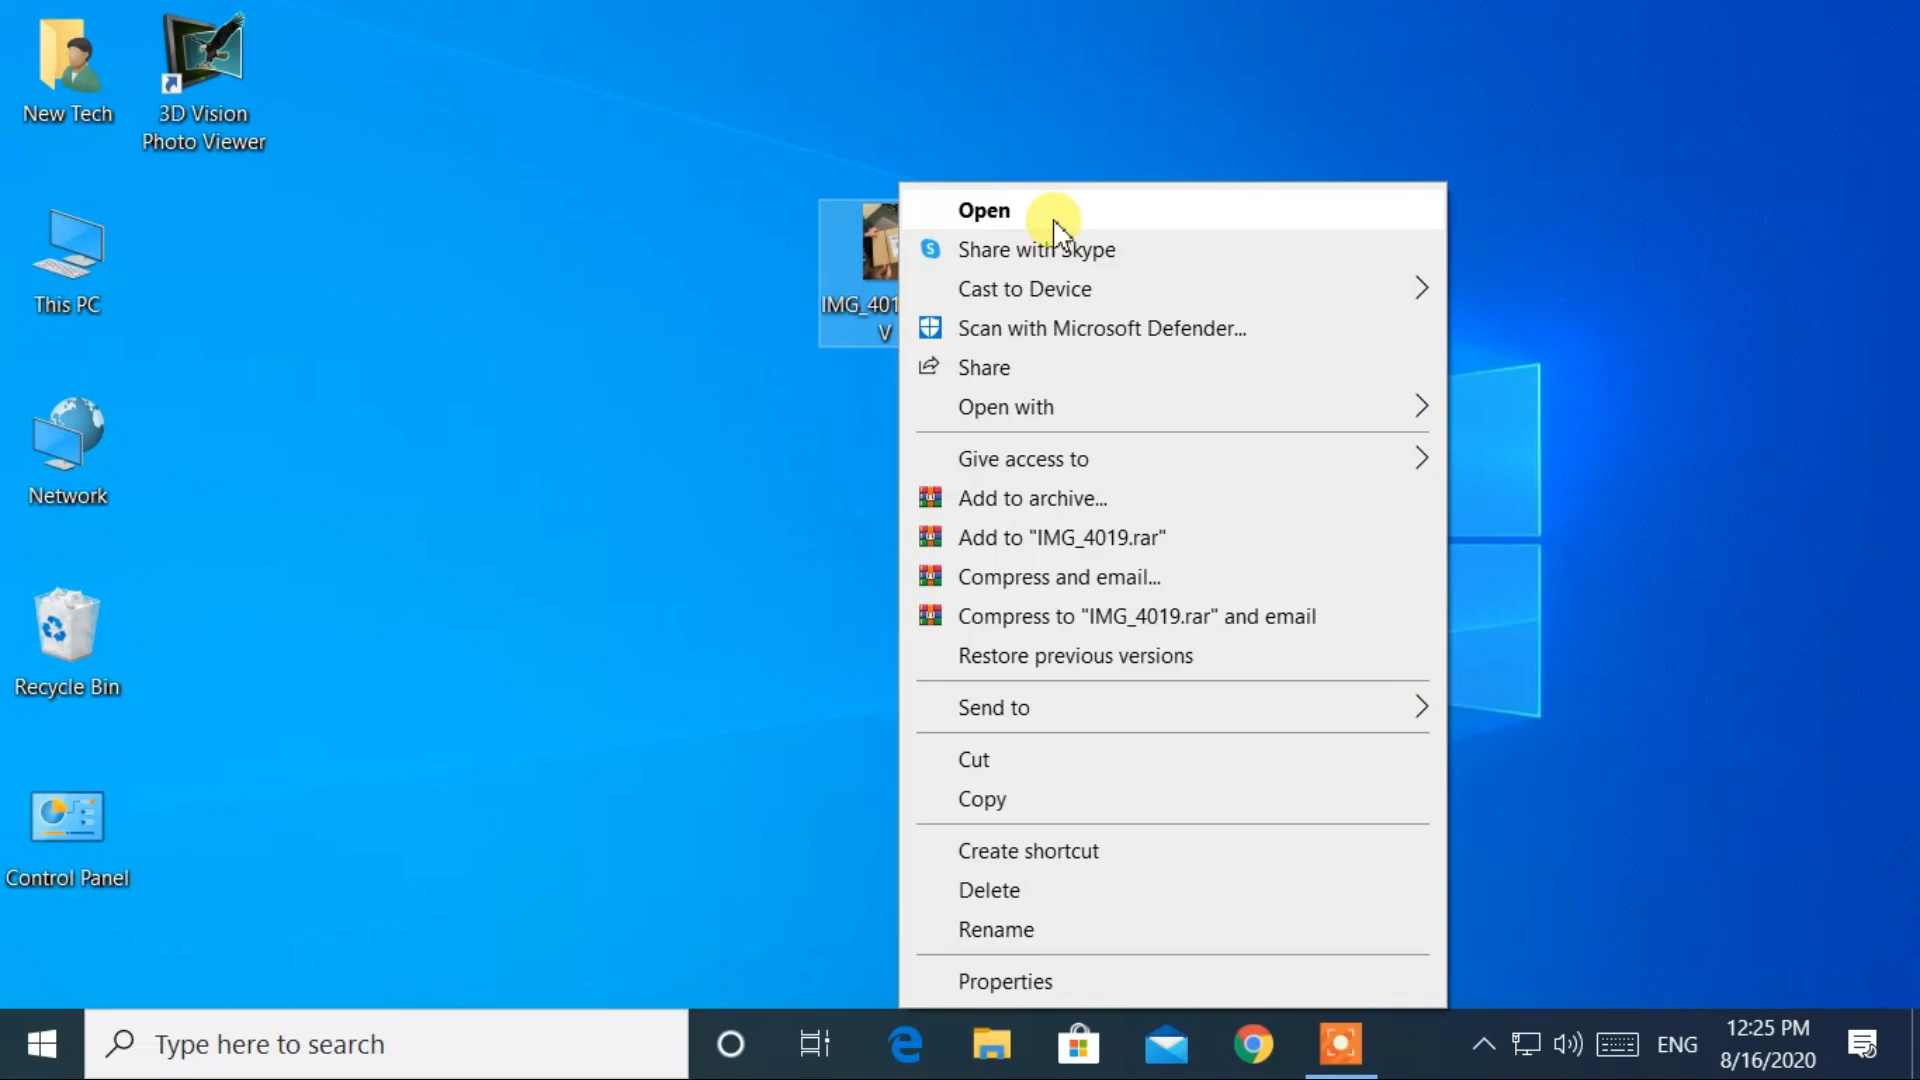 New Tech
3D Vision
Photo Viewer
This PC
Network
Recycle Bin
Control Panel
IMG_401
V
Open
Share with Skype
Cast to Device
Scan with Microsoft Defender...
Share
Open with
Give access to
Add to archive...
Add to "IMG_4019.rar"
Compress and email...
Compress to "IMG_4019.rar" and email
Restore previous versions
Send to
Cut
Copy
Create shortcut
Delete
Rename
Properties
Type here to search
ENG
12:25 PM
8/16/2020